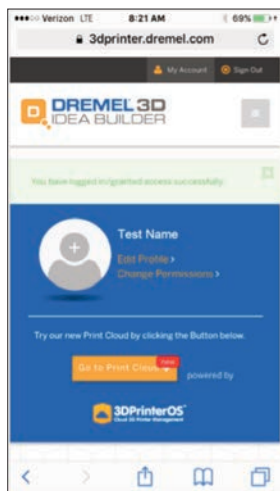 Verizon LTE 8:21 AM 69%
3dprinter.dremel.com
My Account Sign Out
DREMEL 3D
IDEA BUILDER
You have logged in/granted access successfully.
Test Name
Edit Profile >
Change Permissions >
Try our new Print Cloud by clicking the Button below.
New
Go to Print Cloud
powered by
3DPrinterOS
Cloud 3D Printer Management